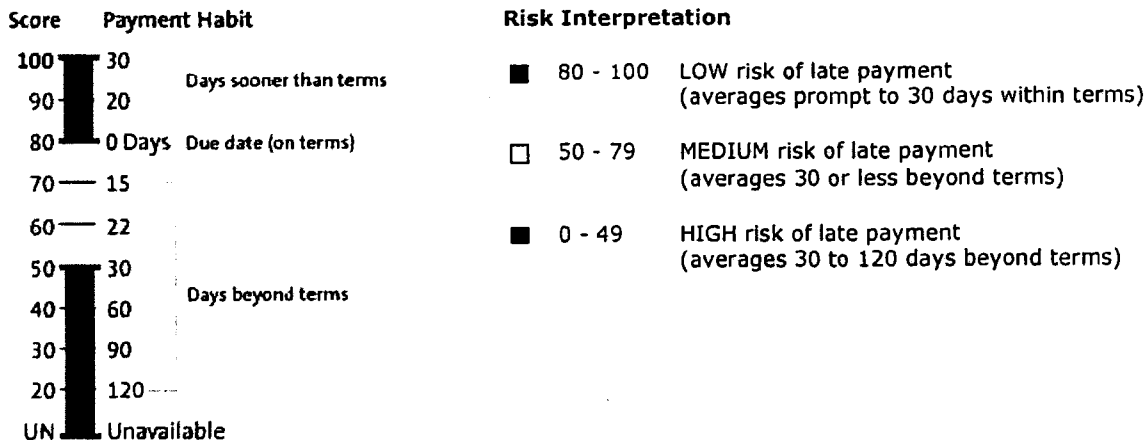 Score Payment Habit
100 30
Days sooner than terms
90 20
80 0 Days Due date (on terms)
70 15
60 22
50 30
Days beyond terms
40 60
30 90
20 120
UN Unavailable
Risk Interpretation
80 - 100 LOW risk of late payment
(averages prompt to 30 days within terms)
50 - 79 MEDIUM risk of late payment
(averages 30 or less beyond terms)
0 - 49 HIGH risk of late payment
(averages 30 to 120 days beyond terms)